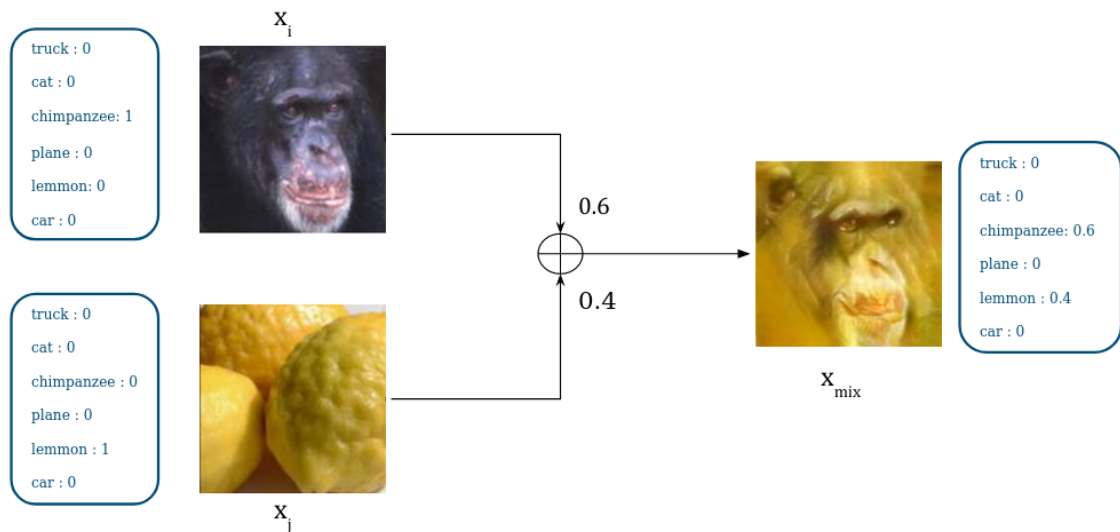 x_i
truck : 0
cat : 0
chimpanzee: 1
plane : 0
lemmon: 0
car : 0
0.6
0.4
truck : 0
cat : 0
chimpanzee : 0
plane : 0
lemmon : 1
car : 0
x_j
truck : 0
cat : 0
chimpanzee: 0.6
plane : 0
lemmon : 0.4
car : 0
x_mix